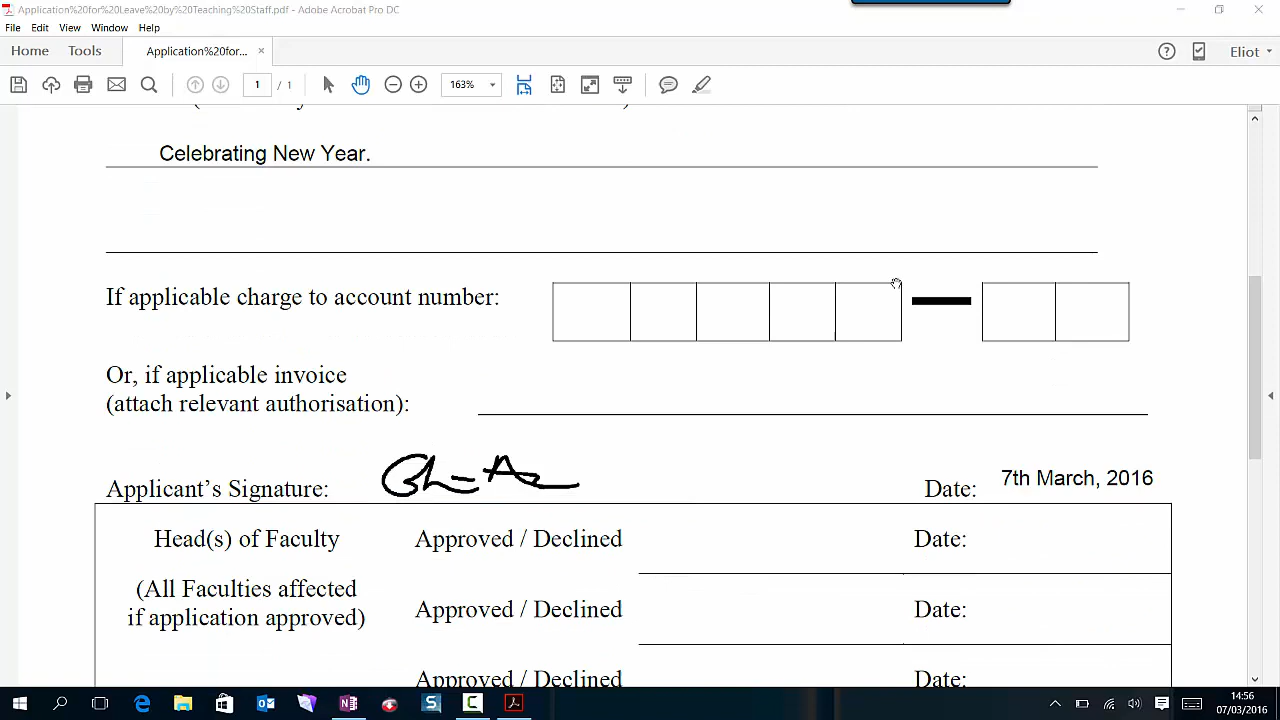 Application%20for%20Leave%20by%20Teaching%20Staff.pdf - Adobe Acrobat Pro DC
File Edit View Window Help
Home Tools Application%20for... × Eliot
1 / 1 163%
Celebrating New Year.
If applicable charge to account number:
Or, if applicable invoice
(attach relevant authorisation):
Applicant’s Signature: Date: 7th March, 2016
Head(s) of Faculty Approved / Declined Date:
(All Faculties affected
if application approved) Approved / Declined Date:
Approved / Declined Date:
14:56
07/03/2016